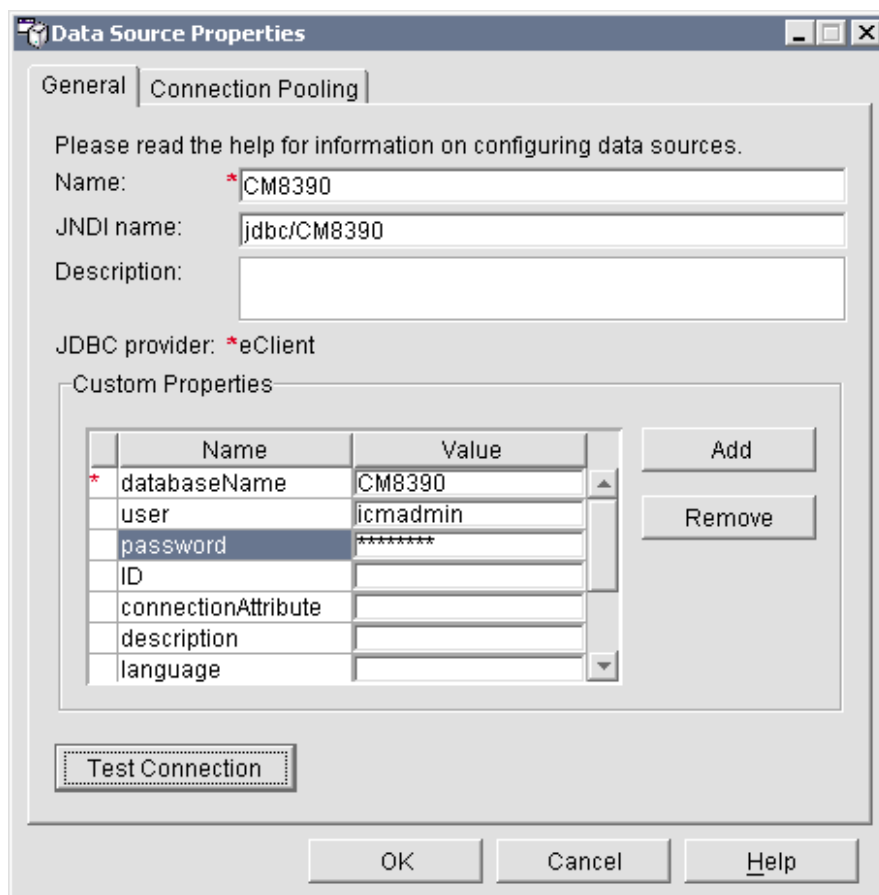 Data Source Properties
General Connection Pooling
Please read the help for information on configuring data sources.
Name: *CM8390
JNDI name: jdbc/CM8390
Description:
JDBC provider: *eClient
Custom Properties
Name Value
* databaseName CM8390 Add
user icmadmin Remove
password ********
ID
connectionAttribute
description
language
Test Connection
OK Cancel Help